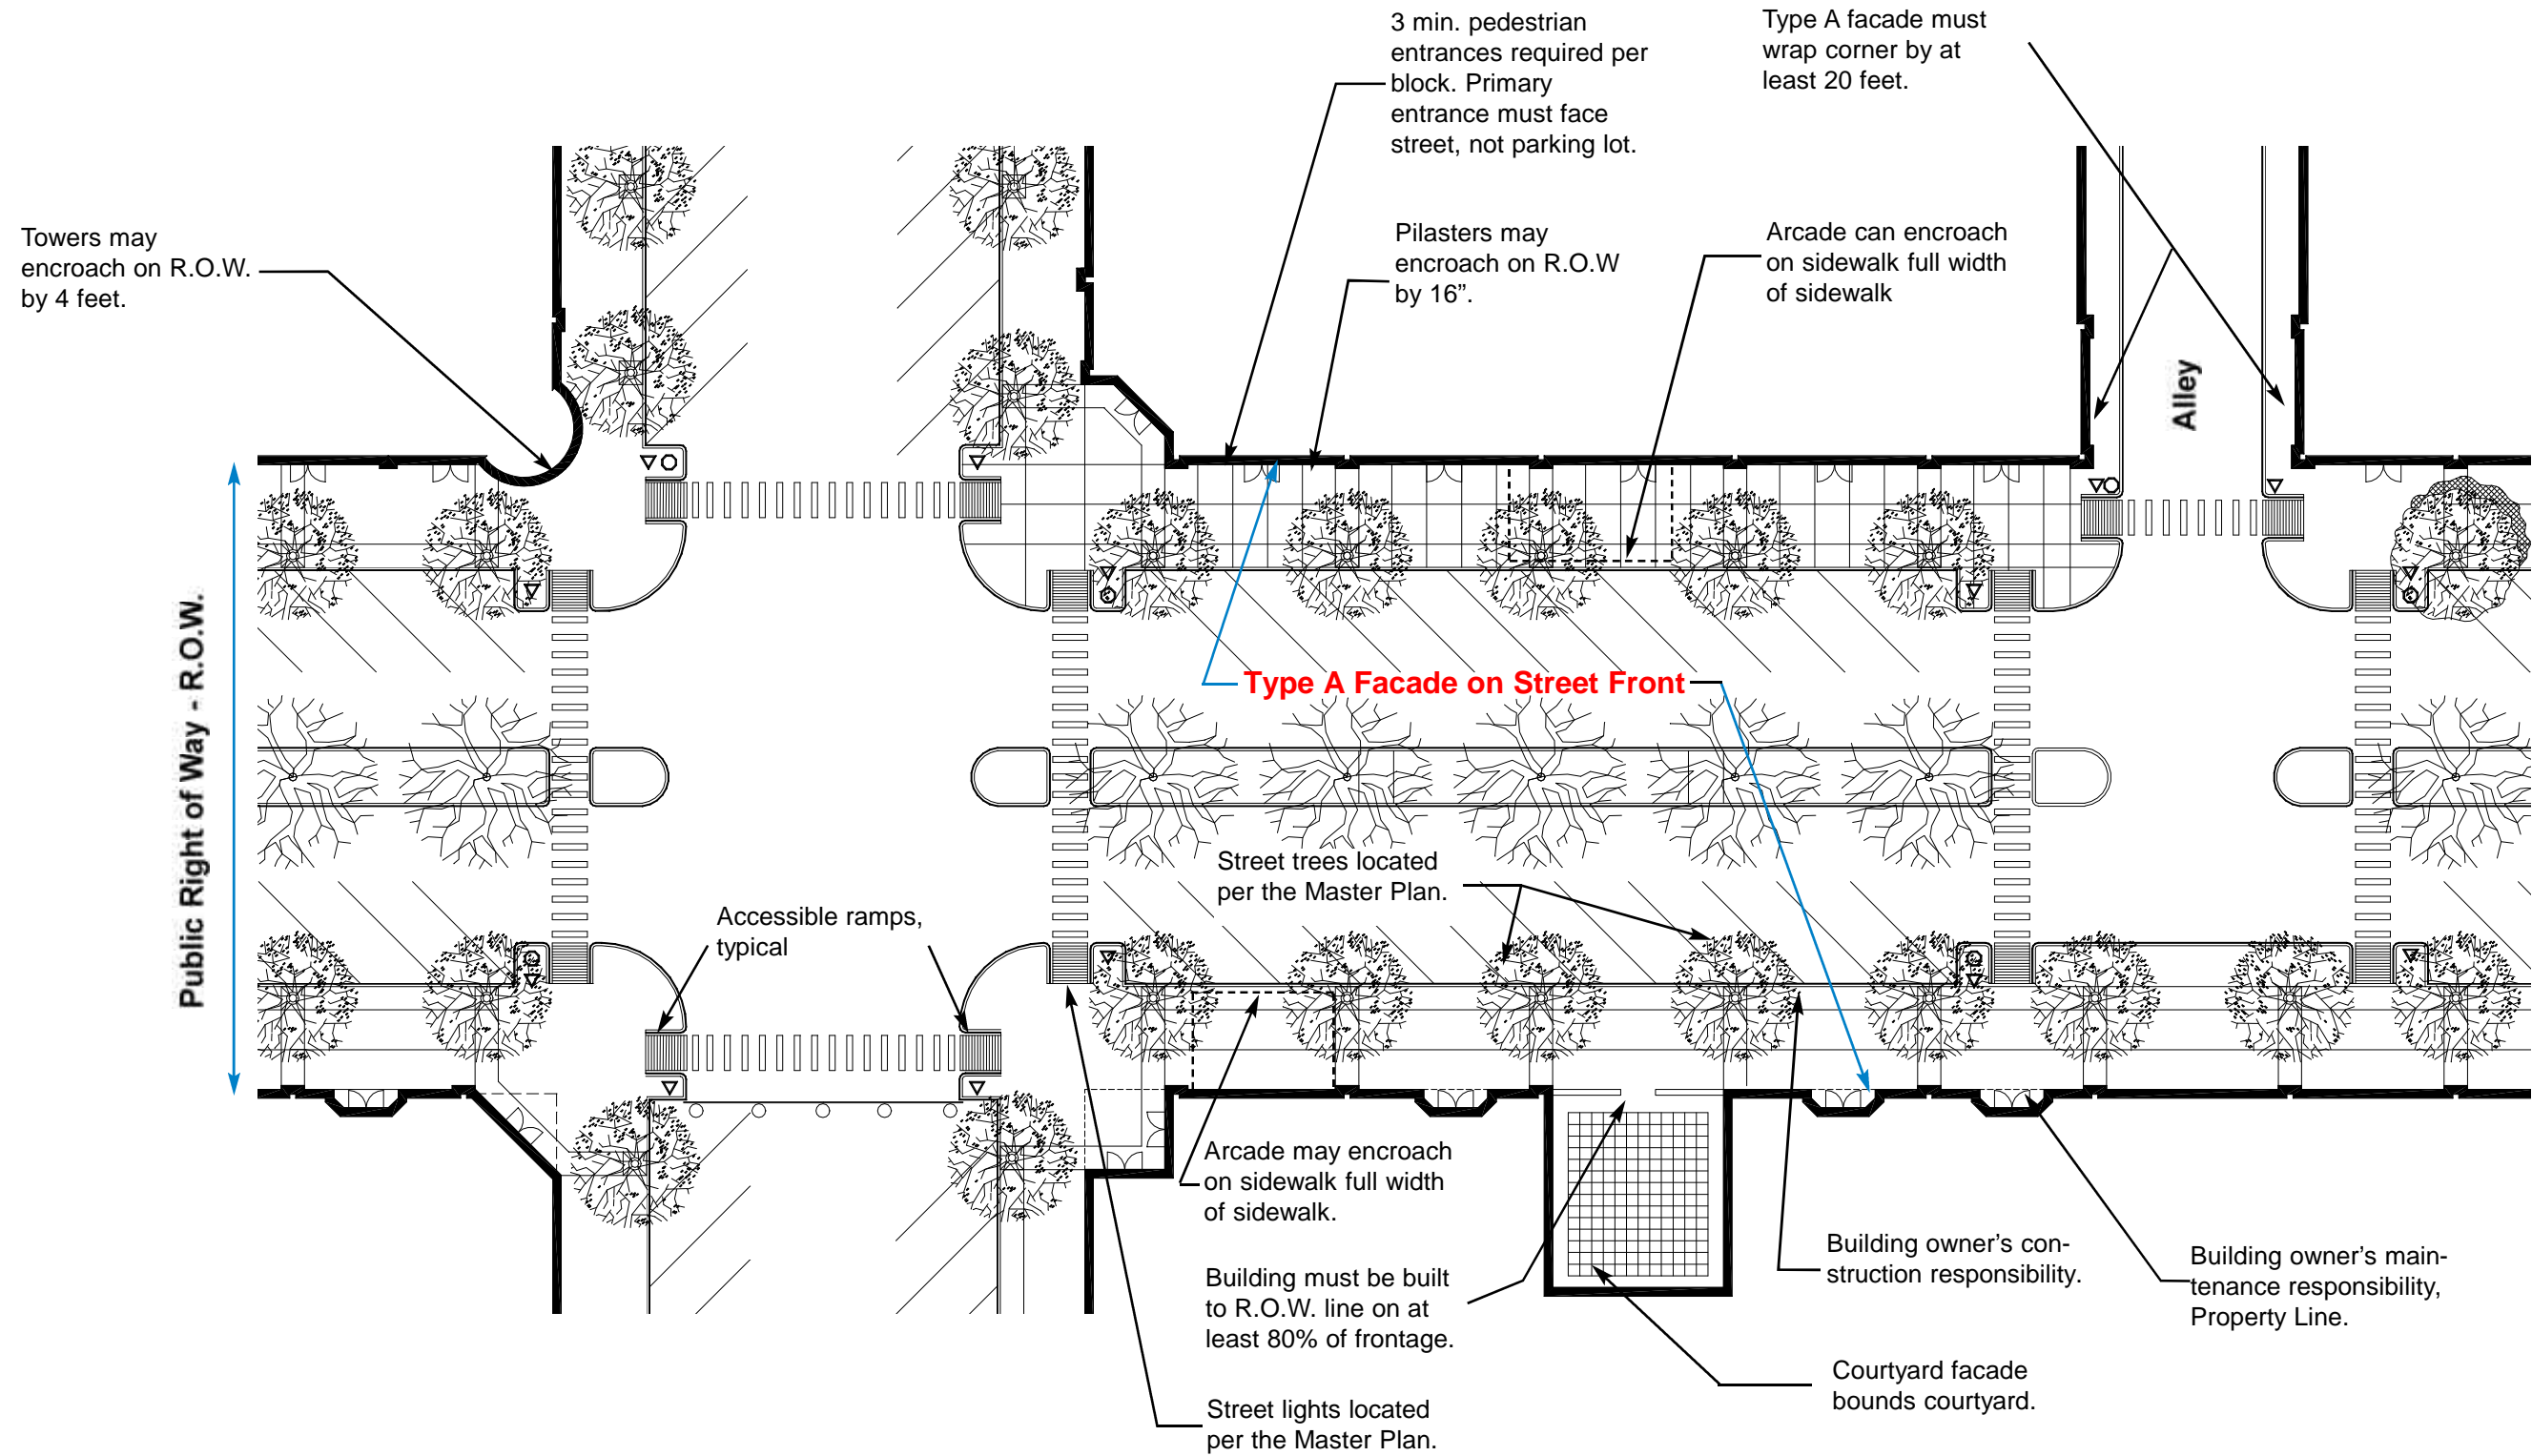 3 min. pedestrian
entrances required per
block. Primary
entrance must face
street, not parking lot.
Type A facade must
wrap corner by at
least 20 feet.
Towers may
encroach on R.O.W.
by 4 feet.
Pilasters may
encroach on R.O.W
by 16”.
Arcade can encroach
on sidewalk full width
of sidewalk
Alley
Public Right of Way - R.O.W.
Type A Facade on Street Front
Street trees located
per the Master Plan.
Accessible ramps,
typical
Arcade may encroach
on sidewalk full width
of sidewalk.
Building must be built
to R.O.W. line on at
least 80% of frontage.
Street lights located
per the Master Plan.
Building owner’s con-
struction responsibility.
Building owner’s main-
tenance responsibility,
Property Line.
Courtyard facade
bounds courtyard.